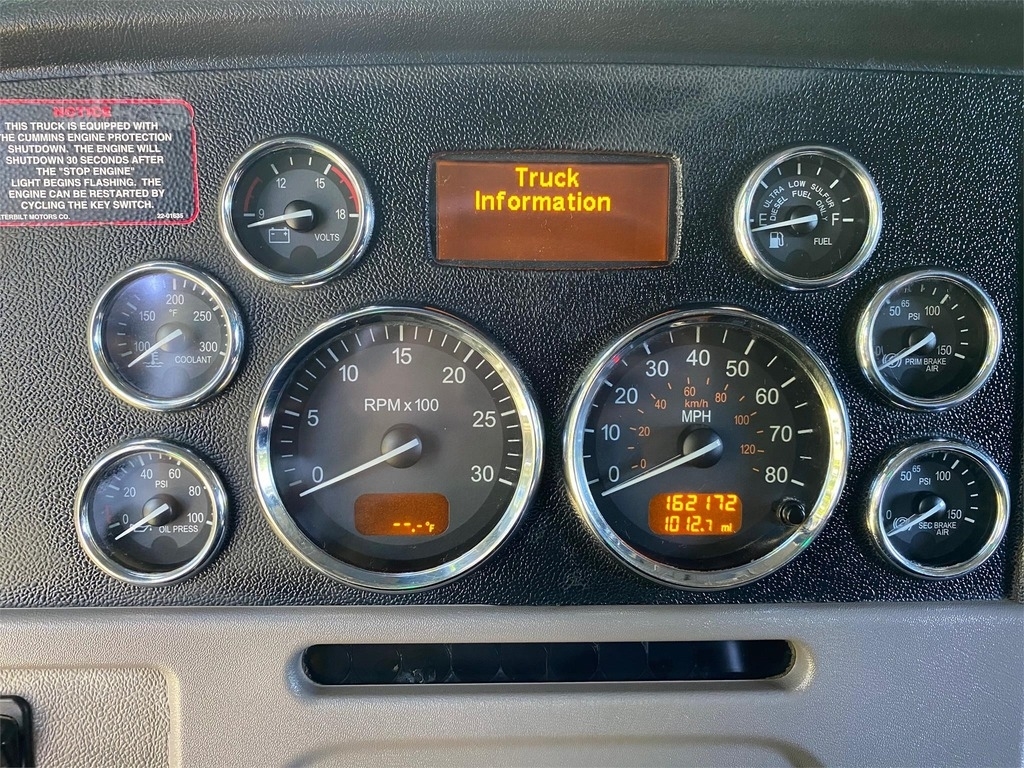 NOTICE
THIS TRUCK IS EQUIPPED WITH
THE CUMMINS ENGINE PROTECTION
SHUTDOWN. THE ENGINE WILL
SHUTDOWN 30 SECONDS AFTER
THE "STOP ENGINE"
LIGHT BEGINS FLASHING. THE
ENGINE CAN BE RESTARTED BY
CYCLING THE KEY SWITCH.
ETERBILT MOTORS CO. 22-01635
12 15
9 18
VOLTS
Truck
Information
ULTRA LOW SULFUR
DIESEL FUEL ONLY
E F
FUEL
200
°F
150 250
100 300
COOLANT
40 60
PSI
20 80
0 100
OIL PRESS
15
10 20
RPM x 100
5 25
0 30
--.-°F
40
30 50
60
km/h
40 80
20 60
MPH
100
10 20 70
120
0 0 80
162172
1012.7 mi
65
50 100
PSI
0 150
PRIM BRAKE
AIR
65
50 100
PSI
0 150
SEC BRAKE
AIR